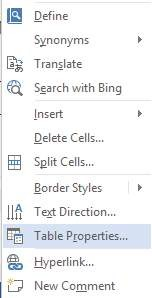 Define
Synonyms
Translate
Search with Bing
Insert
Delete Cells...
Split Cells...
Border Styles
Text Direction...
Table Properties...
Hyperlink...
New Comment